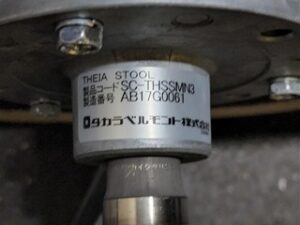 THEIA STOOL
製品コード SC-THSSMN3
製造番号 AB17G0061
タカラベルモント株式会社